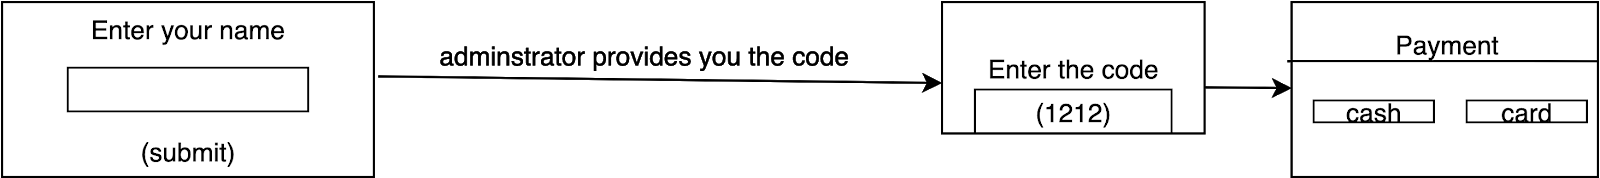 Enter your name
(submit)
adminstrator provides you the code
Enter the code
(1212)
Payment
cash
card